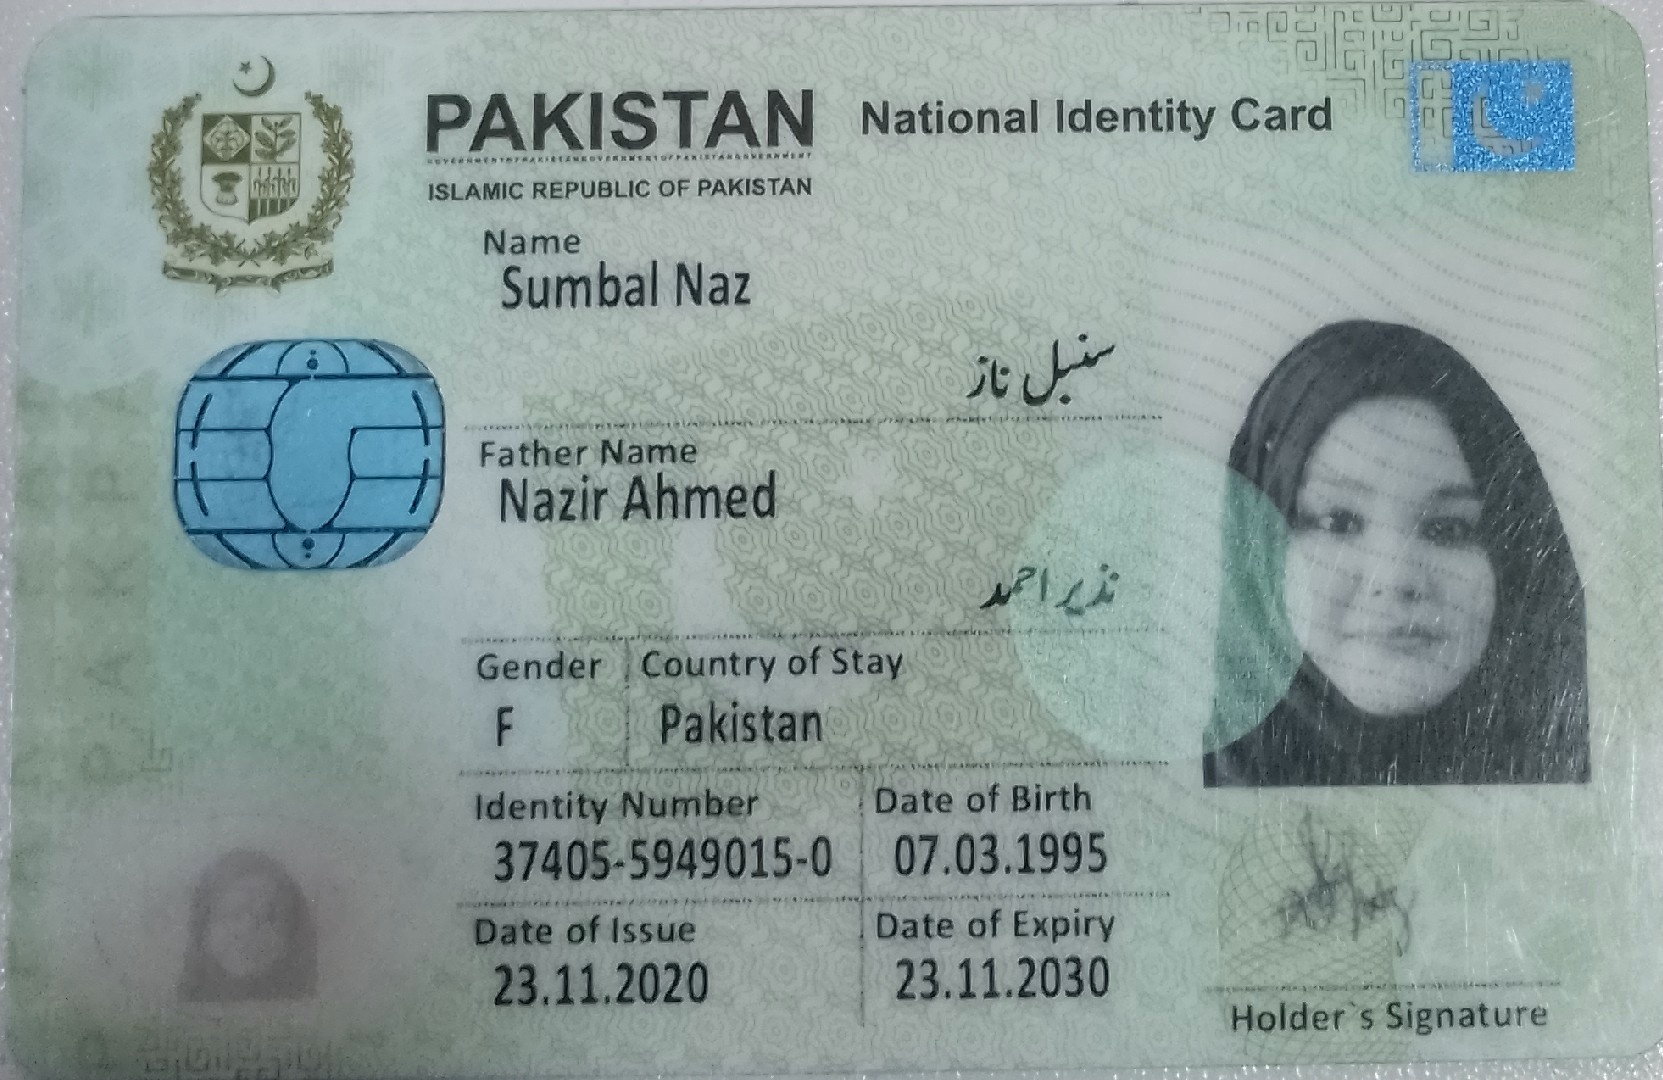 PAKISTAN National Identity Card
ISLAMIC REPUBLIC OF PAKISTAN
Name
Sumbal Naz
سنبل ناز
Father Name
Nazir Ahmed
نذیر احمد
Gender Country of Stay
F Pakistan
Identity Number Date of Birth
37405-5949015-0 07.03.1995
Date of Issue Date of Expiry
23.11.2020 23.11.2030
Holder`s Signature